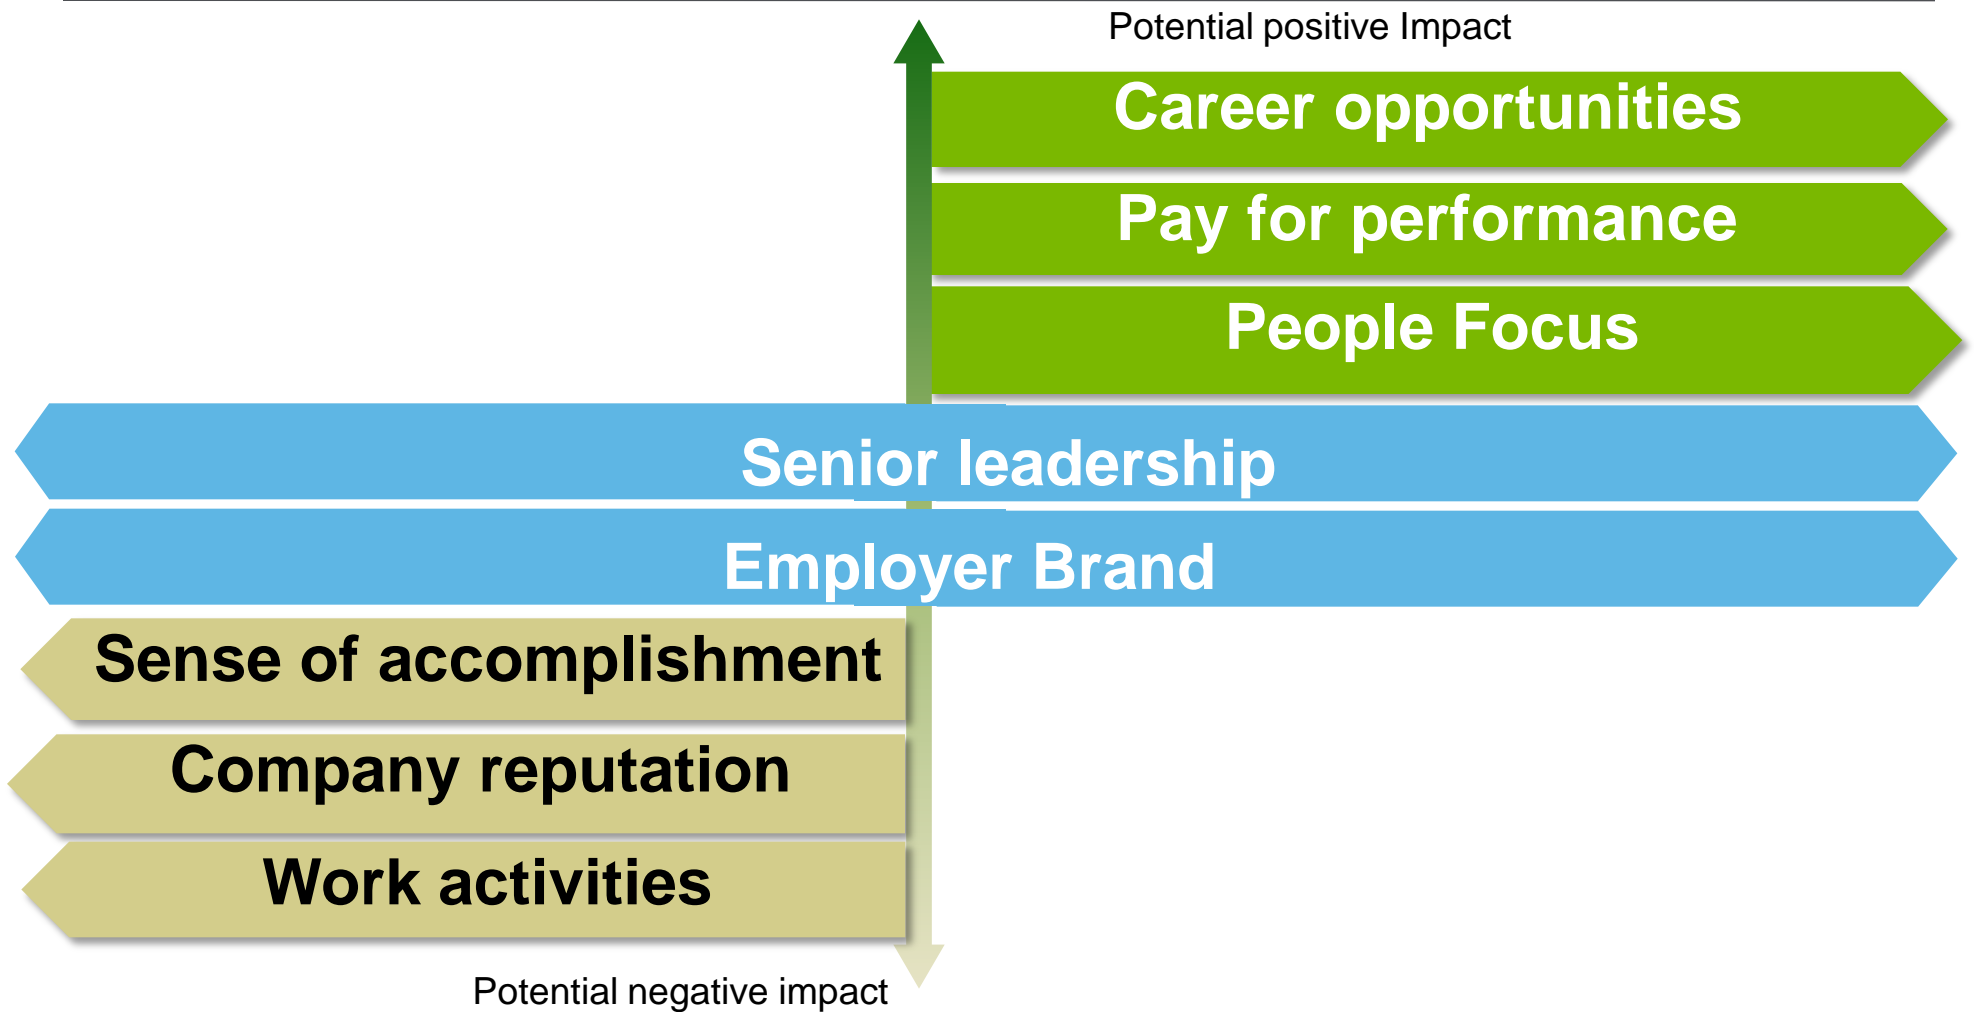 Potential positive Impact
Career opportunities
Pay for performance
People Focus
Senior leadership
Employer Brand
Sense of accomplishment
Company reputation
Work activities
Potential negative impact